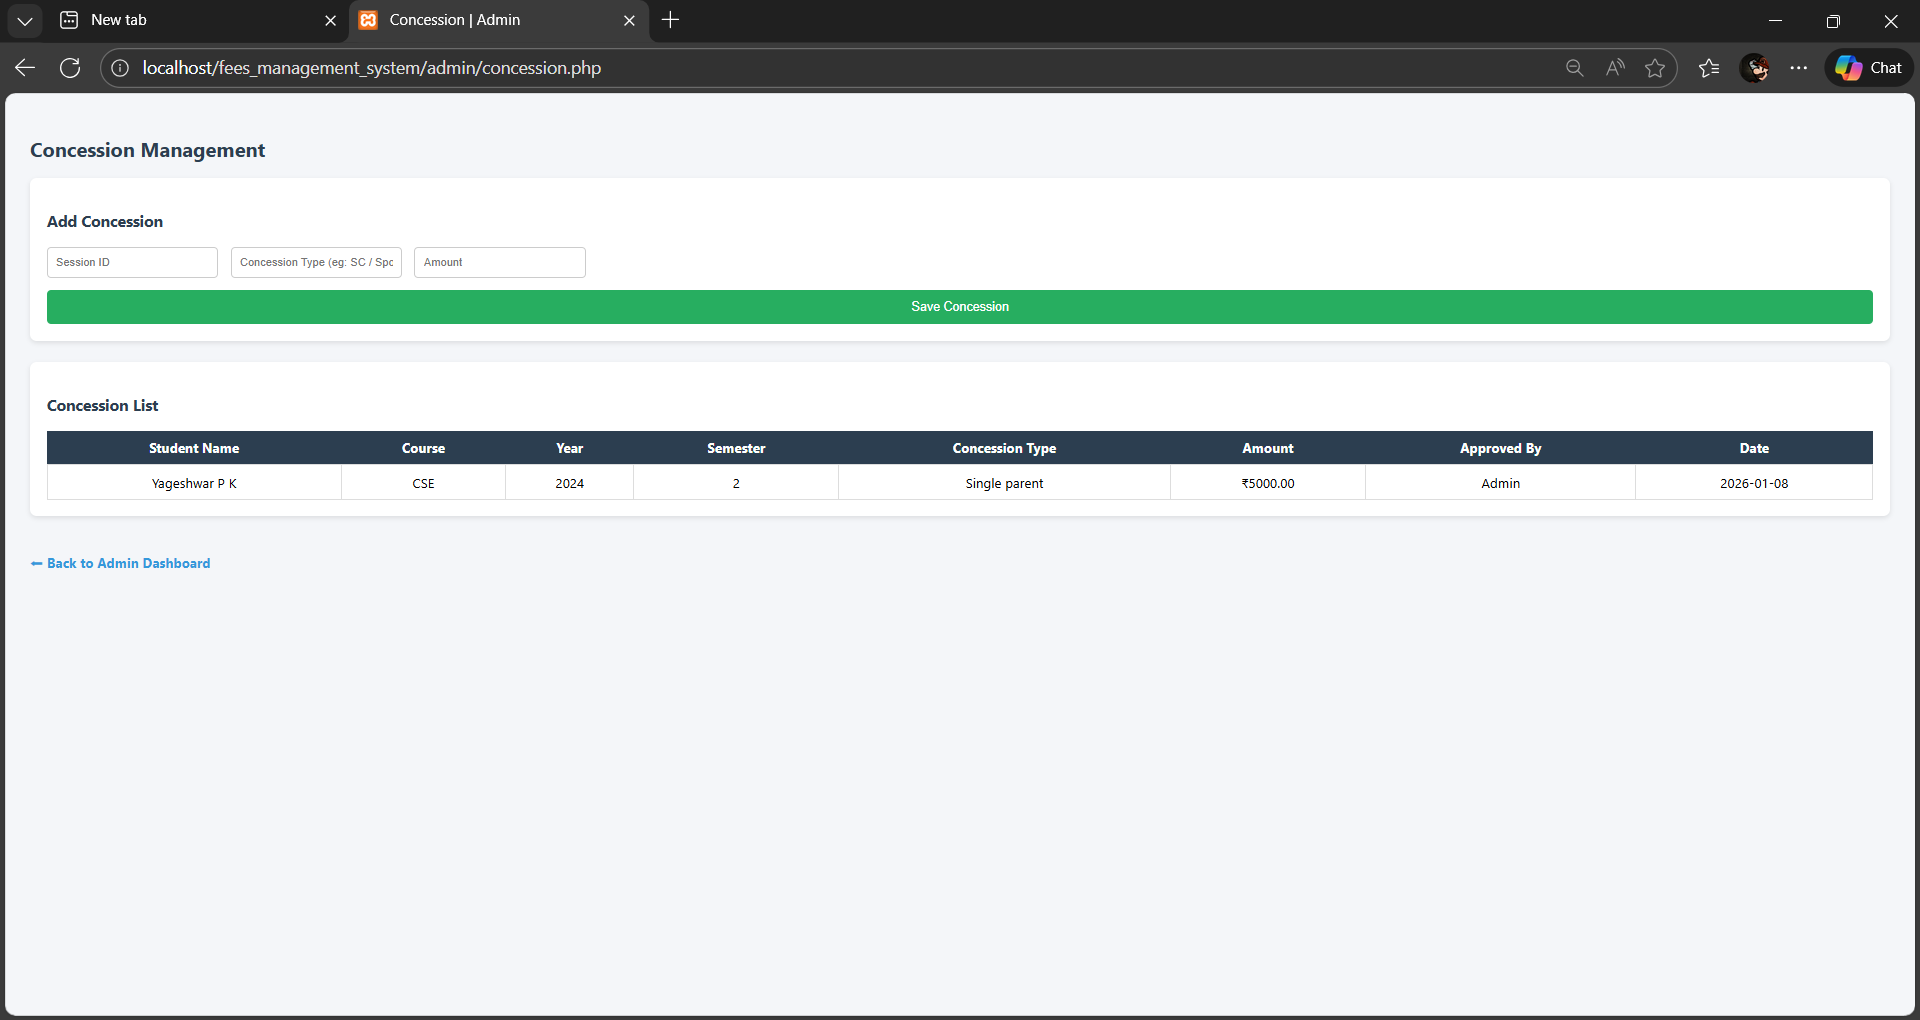 New tab
Concession | Admin
localhost/fees_management_system/admin/concession.php
Chat
Concession Management
Add Concession
Session ID
Concession Type (eg: SC / Spc
Amount
Save Concession
Concession List
Student Name Course Year Semester Concession Type Amount Approved By Date
Yageshwar P K CSE 2024 2 Single parent ₹5000.00 Admin 2026-01-08
← Back to Admin Dashboard